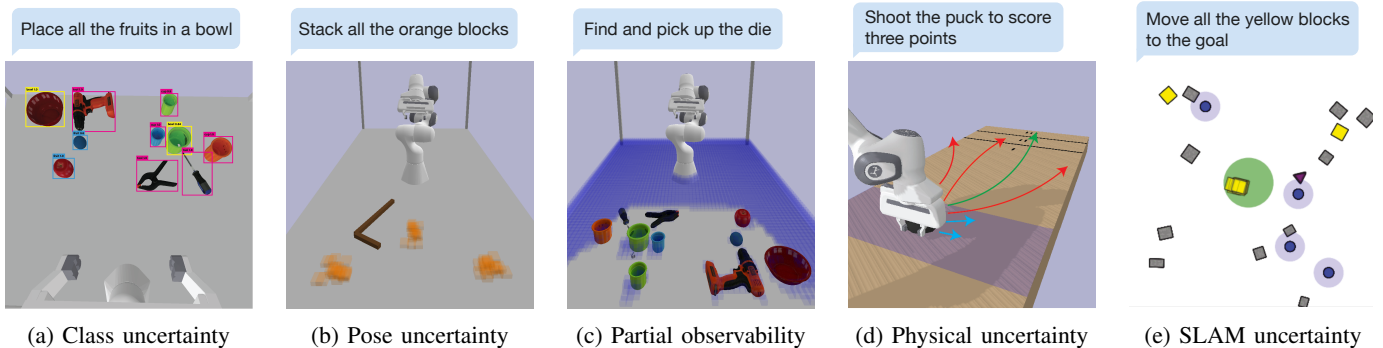 Place all the fruits in a bowl
Stack all the orange blocks
Find and pick up the die
Shoot the puck to score
three points
Move all the yellow blocks
to the goal
(a) Class uncertainty
(b) Pose uncertainty
(c) Partial observability
(d) Physical uncertainty
(e) SLAM uncertainty